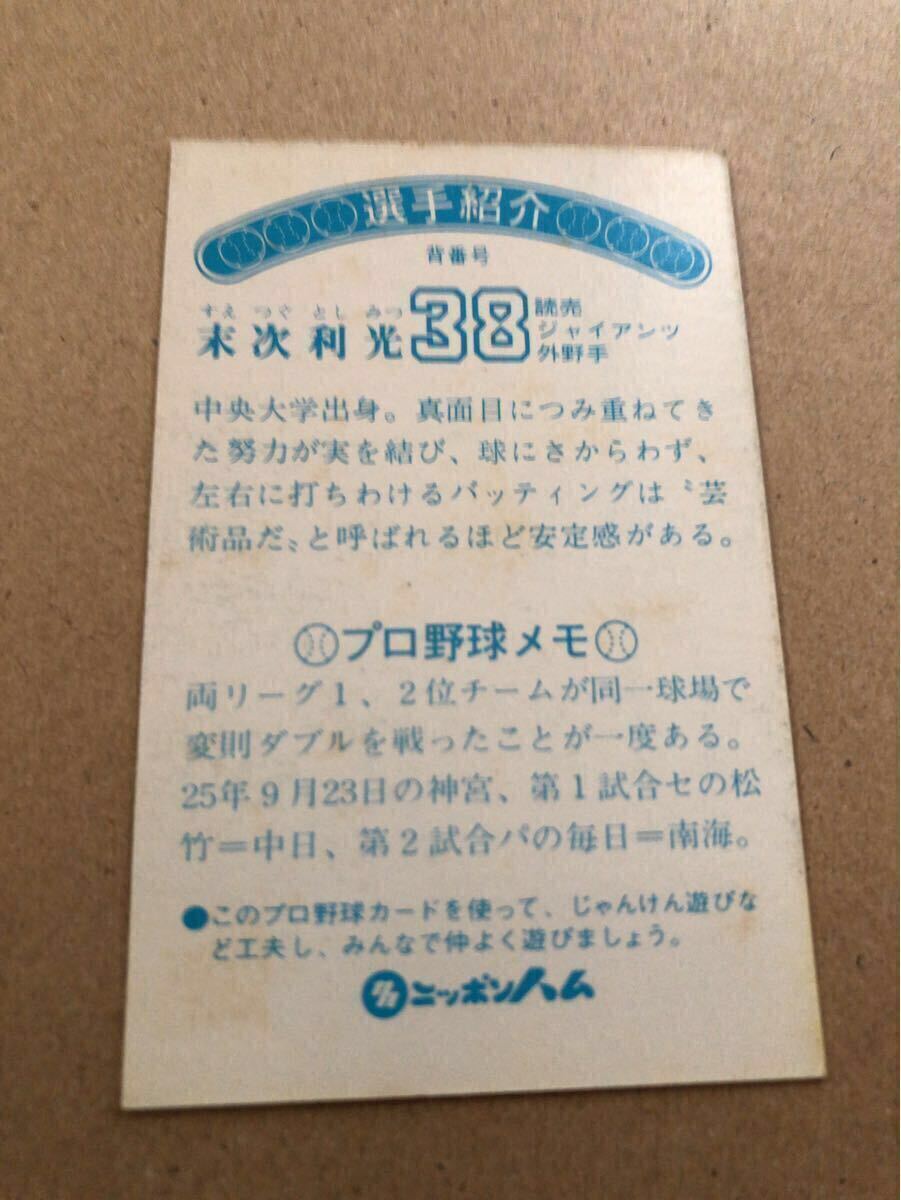 選手紹介
背番号
すえ つぐ とし みつ
末次利光 38 読売
ジャイアンツ
外野手
中央大学出身。真面目につみ重ねてき
た努力が実を結び、球にさからわず、
左右に打ちわけるバッティングは〝芸
術品だ〟と呼ばれるほど安定感がある。
プロ野球メモ
両リーグ1、2位チームが同一球場で
変則ダブルを戦ったことが一度ある。
25年9月23日の神宮、第1試合セの松
竹＝中日、第2試合パの毎日＝南海。
●このプロ野球カードを使って、じゃんけん遊びな
ど工夫し、みんなで仲よく遊びましょう。
ニッポンハム